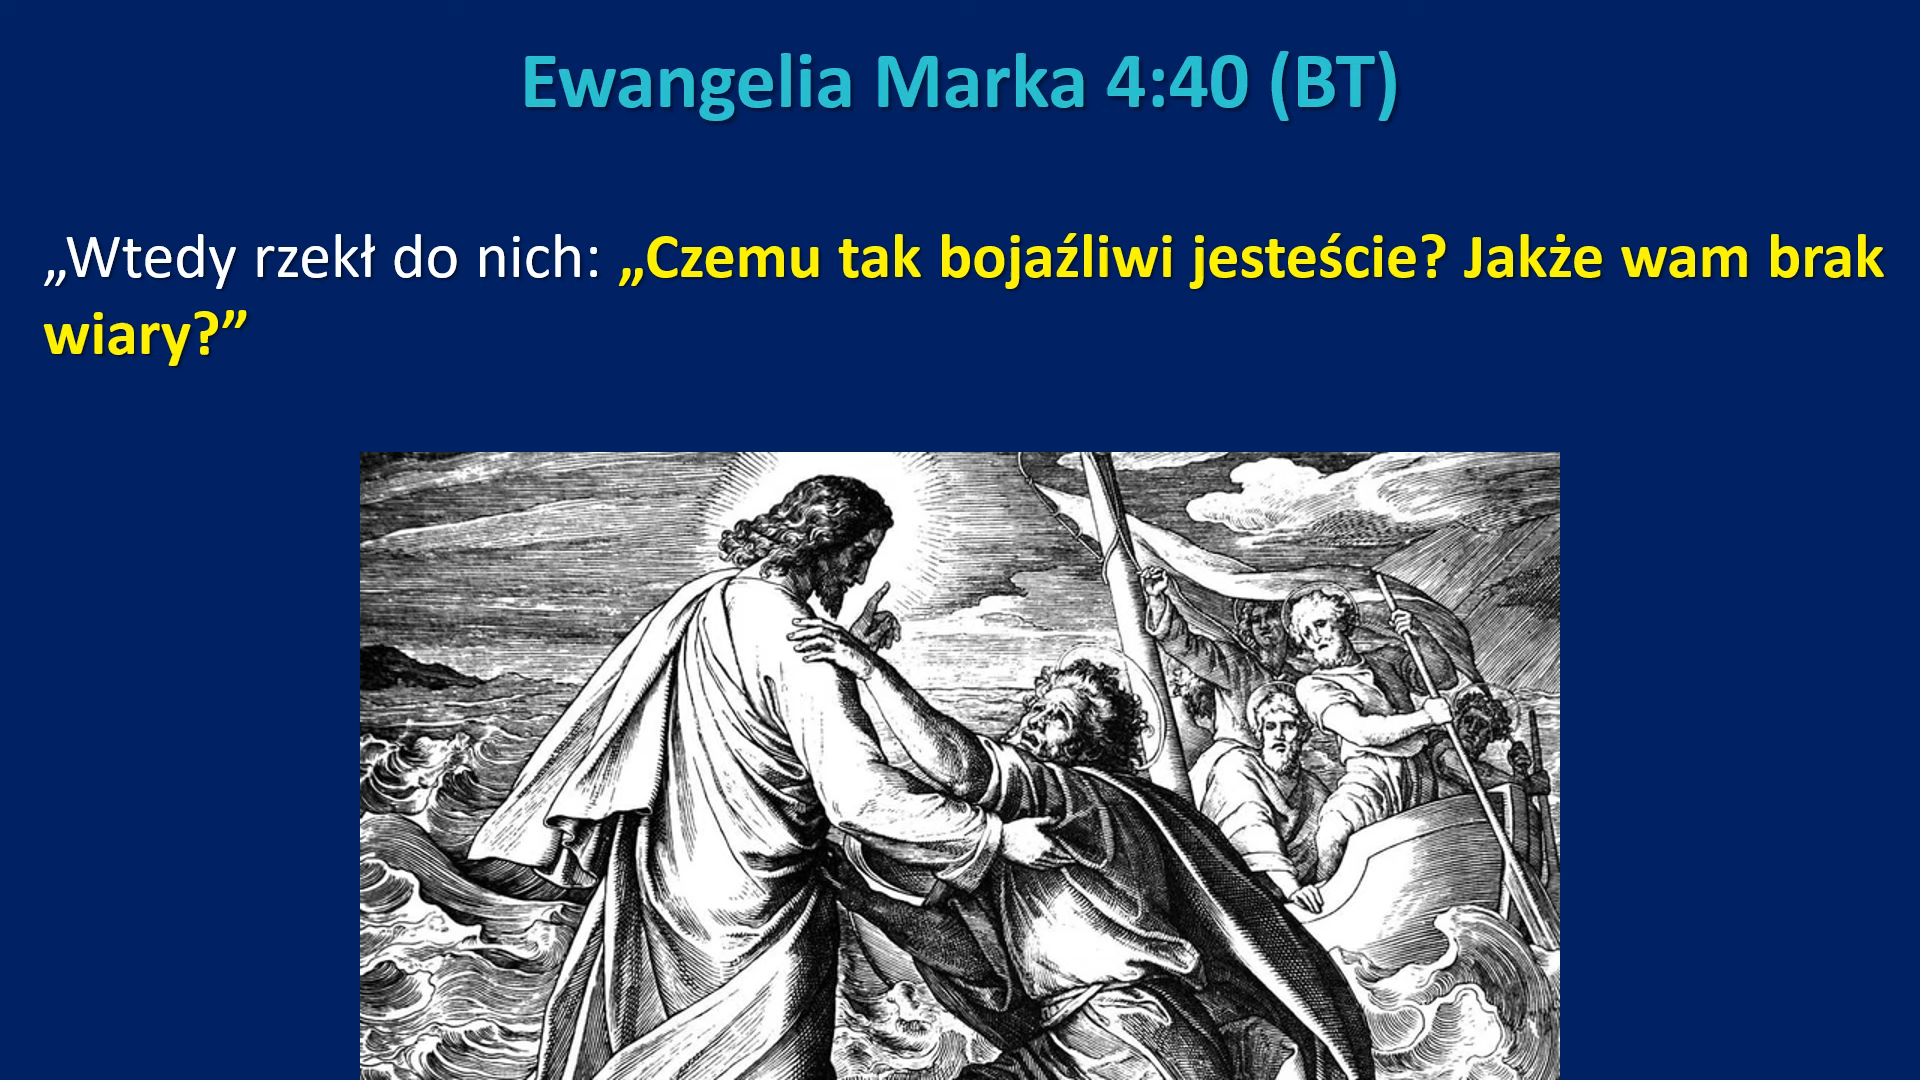 Ewangelia Marka 4:40 (BT)
„Wtedy rzekł do nich: „Czemu tak bojaźliwi jesteście? Jakże wam brak
wiary?”